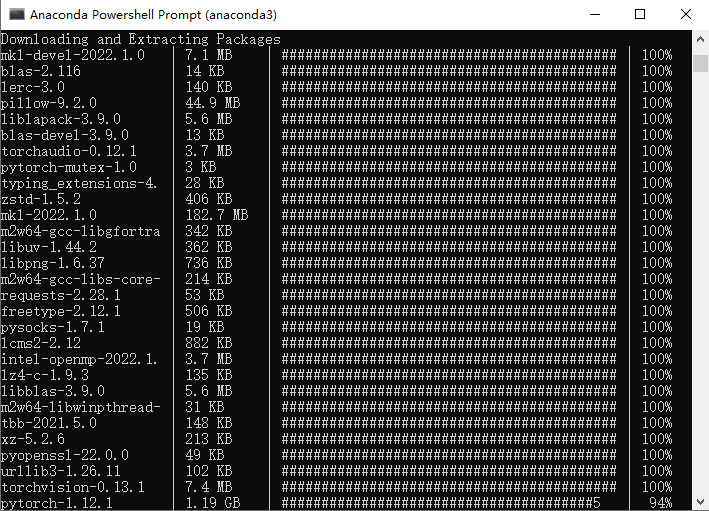 Anaconda Powershell Prompt (anaconda3)
Downloading and Extracting Packages
mkl-devel-2022.1.0 | 7.1 MB | ########################################## | 100%
blas-2.116 | 14 KB | ########################################## | 100%
lerc-3.0 | 140 KB | ########################################## | 100%
pillow-9.2.0 | 44.9 MB | ########################################## | 100%
liblapack-3.9.0 | 5.6 MB | ########################################## | 100%
blas-devel-3.9.0 | 13 KB | ########################################## | 100%
torchaudio-0.12.1 | 3.7 MB | ########################################## | 100%
pytorch-mutex-1.0 | 3 KB | ########################################## | 100%
typing_extensions-4. | 28 KB | ########################################## | 100%
zstd-1.5.2 | 406 KB | ########################################## | 100%
mkl-2022.1.0 | 182.7 MB | ########################################## | 100%
m2w64-gcc-libgfortra | 342 KB | ########################################## | 100%
libuv-1.44.2 | 362 KB | ########################################## | 100%
libpng-1.6.37 | 736 KB | ########################################## | 100%
m2w64-gcc-libs-core- | 214 KB | ########################################## | 100%
requests-2.28.1 | 53 KB | ########################################## | 100%
freetype-2.12.1 | 506 KB | ########################################## | 100%
pysocks-1.7.1 | 19 KB | ########################################## | 100%
lcms2-2.12 | 882 KB | ########################################## | 100%
intel-openmp-2022.1. | 3.7 MB | ########################################## | 100%
lz4-c-1.9.3 | 135 KB | ########################################## | 100%
libblas-3.9.0 | 5.6 MB | ########################################## | 100%
m2w64-libwinpthread- | 31 KB | ########################################## | 100%
tbb-2021.5.0 | 148 KB | ########################################## | 100%
xz-5.2.6 | 213 KB | ########################################## | 100%
pyopenssl-22.0.0 | 49 KB | ########################################## | 100%
urllib3-1.26.11 | 102 KB | ########################################## | 100%
torchvision-0.13.1 | 7.4 MB | ########################################## | 100%
pytorch-1.12.1 | 1.19 GB | #######################################5 | 94%